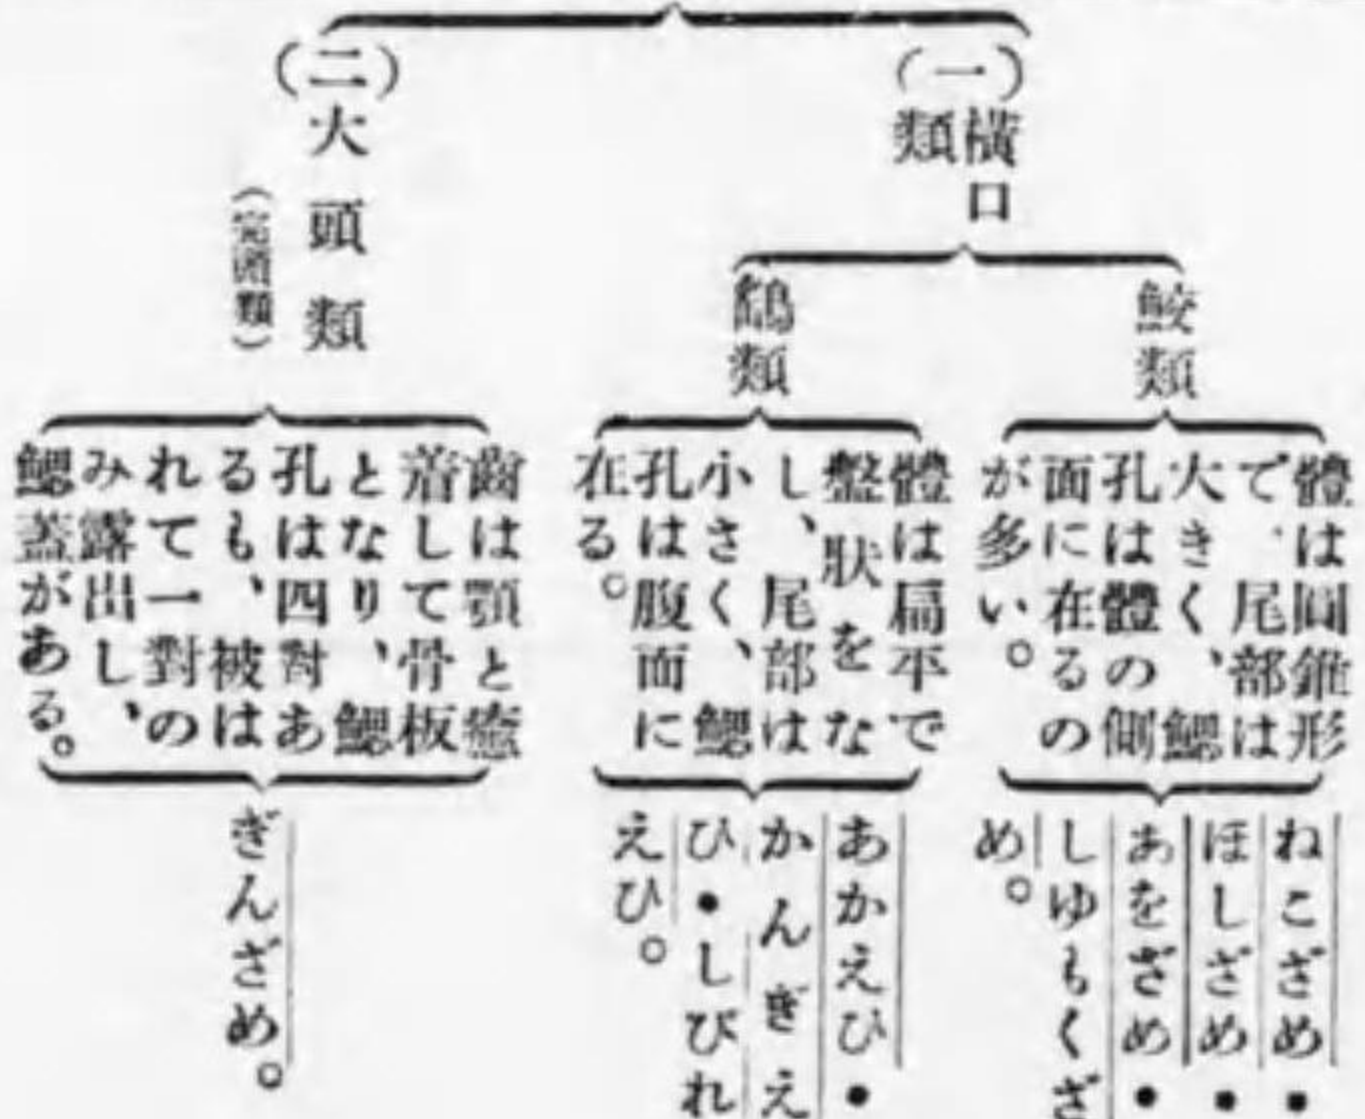 (一)橫口
類
鮫類
體は圓錐形
で、尾部は
大きく、鰓
孔は體の側
面に在るの
が多い。
ねこざめ・
ほしざめ・
あをざめ・
しゆもくざ
め。
類
體は扁平で
盤狀をな
し、尾部は
小さく、鰓
孔は腹面に
在る。
あかえひ・
かんぎえ
ひ・しびれ
えひ。
(二)大頭類
(完頭類)
齒は顎と癒
着して骨板
となり、鰓
孔は四對あ
るも、被は
れて一對の
み露出し、
鰓蓋がある。
ぎんざめ。